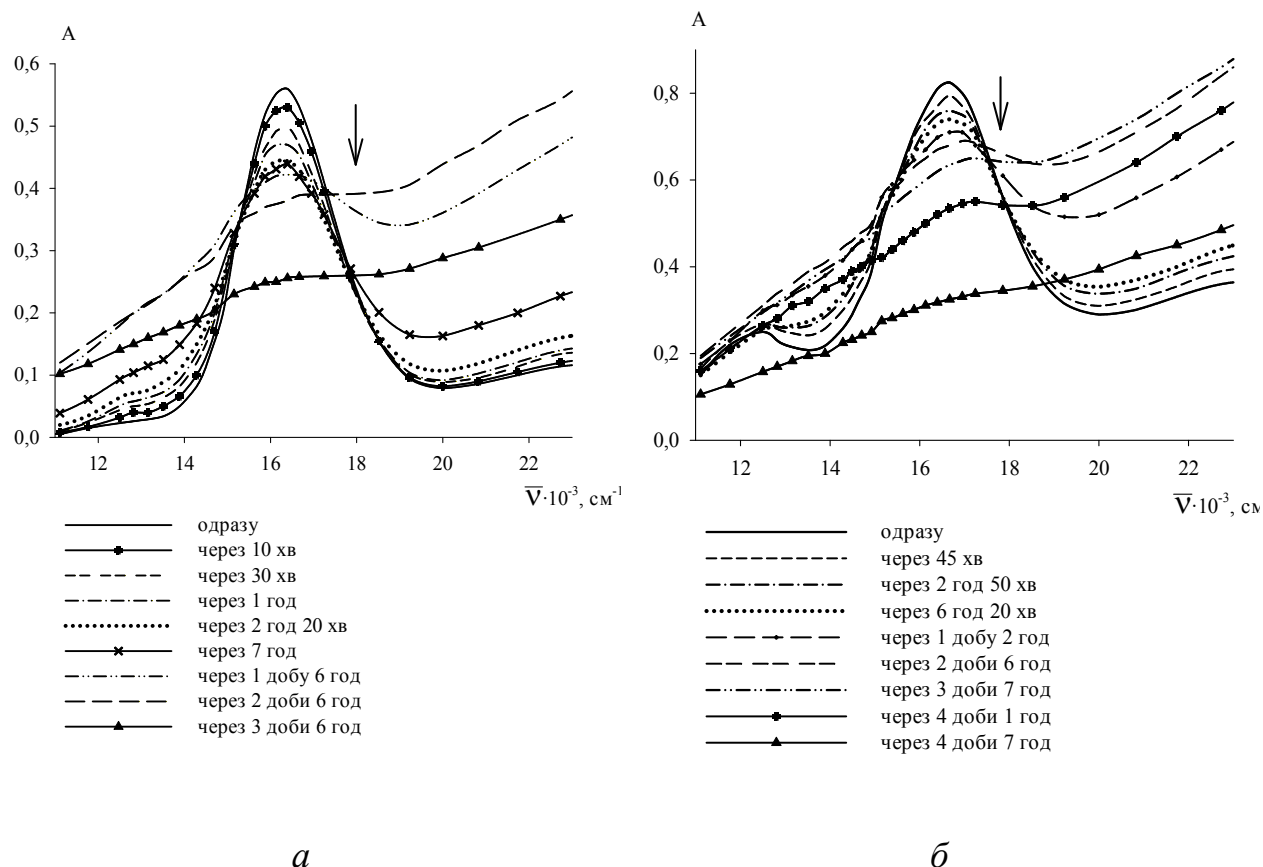 A
0,6
0,5
0,4
0,3
0,2
0,1
0,0
12 14 16 18 20 22
ν̅·10⁻³, см⁻¹
одразу
через 10 хв
через 30 хв
через 1 год
через 2 год 20 хв
через 7 год
через 1 добу 6 год
через 2 доби 6 год
через 3 доби 6 год
а
A
0,8
0,6
0,4
0,2
0,0
12 14 16 18 20 22
ν̅·10⁻³, см
одразу
через 45 хв
через 2 год 50 хв
через 6 год 20 хв
через 1 добу 2 год
через 2 доби 6 год
через 3 доби 7 год
через 4 доби 1 год
через 4 доби 7 год
б